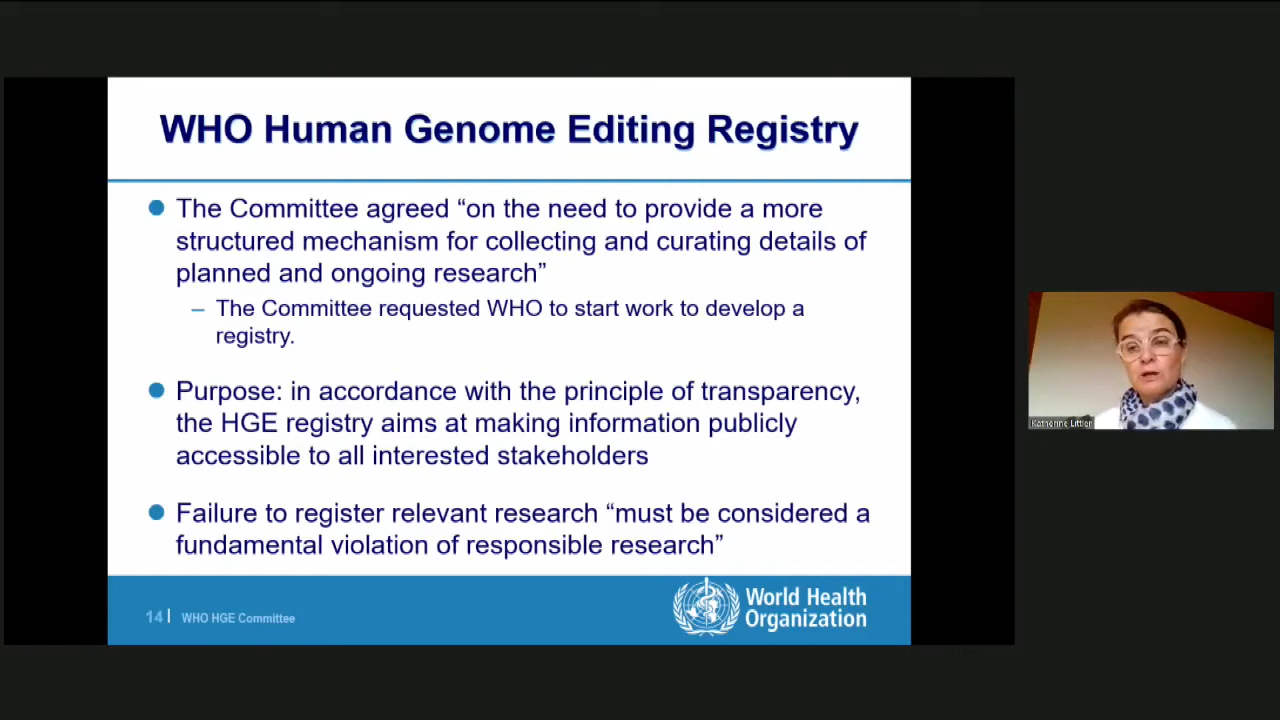 WHO Human Genome Editing Registry
The Committee agreed “on the need to provide a more
structured mechanism for collecting and curating details of
planned and ongoing research”
– The Committee requested WHO to start work to develop a
registry.
Purpose: in accordance with the principle of transparency,
the HGE registry aims at making information publicly
accessible to all interested stakeholders
Failure to register relevant research “must be considered a
fundamental violation of responsible research”
14 | WHO HGE Committee
World Health
Organization
Katherine Littler